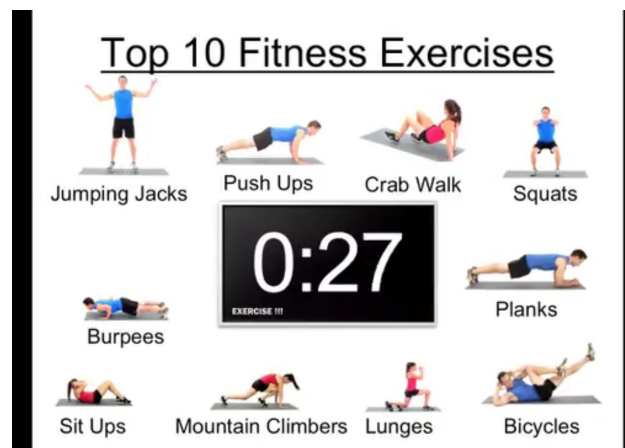 Top 10 Fitness Exercises
Jumping Jacks
Push Ups
Crab Walk
Squats
0:27
EXERCISE !!!
Planks
Burpees
Sit Ups
Mountain Climbers
Lunges
Bicycles